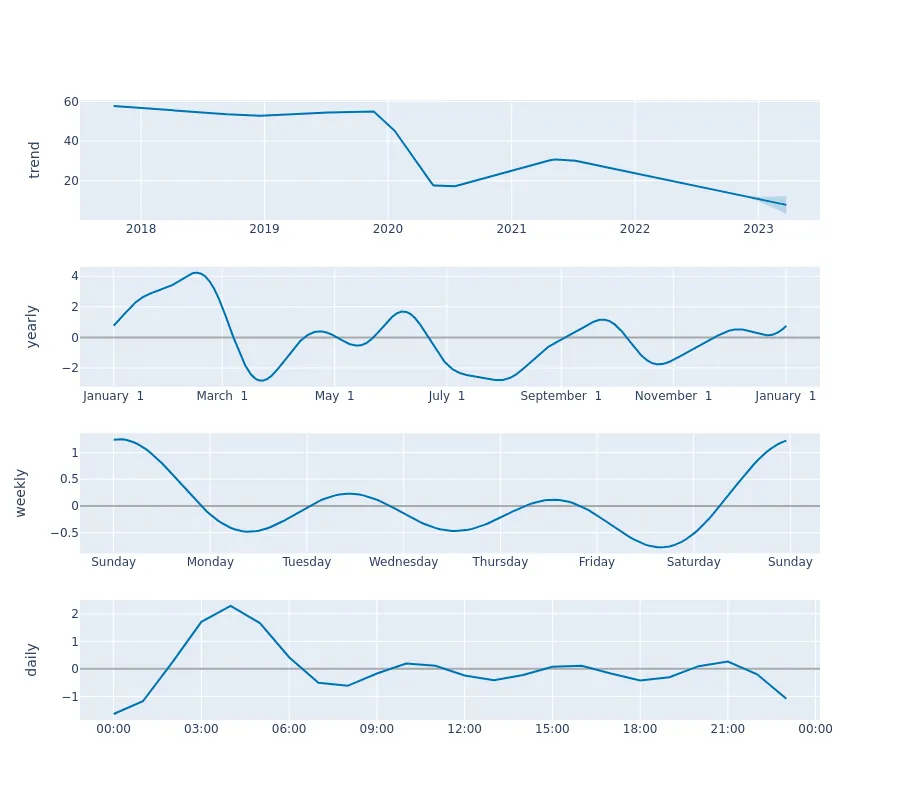 trend
60
40
20
2018 2019 2020 2021 2022 2023
yearly
4
2
0
−2
January 1 March 1 May 1 July 1 September 1 November 1 January 1
weekly
1
0.5
0
−0.5
Sunday Monday Tuesday Wednesday Thursday Friday Saturday Sunday
daily
2
1
0
−1
00:00 03:00 06:00 09:00 12:00 15:00 18:00 21:00 00:00